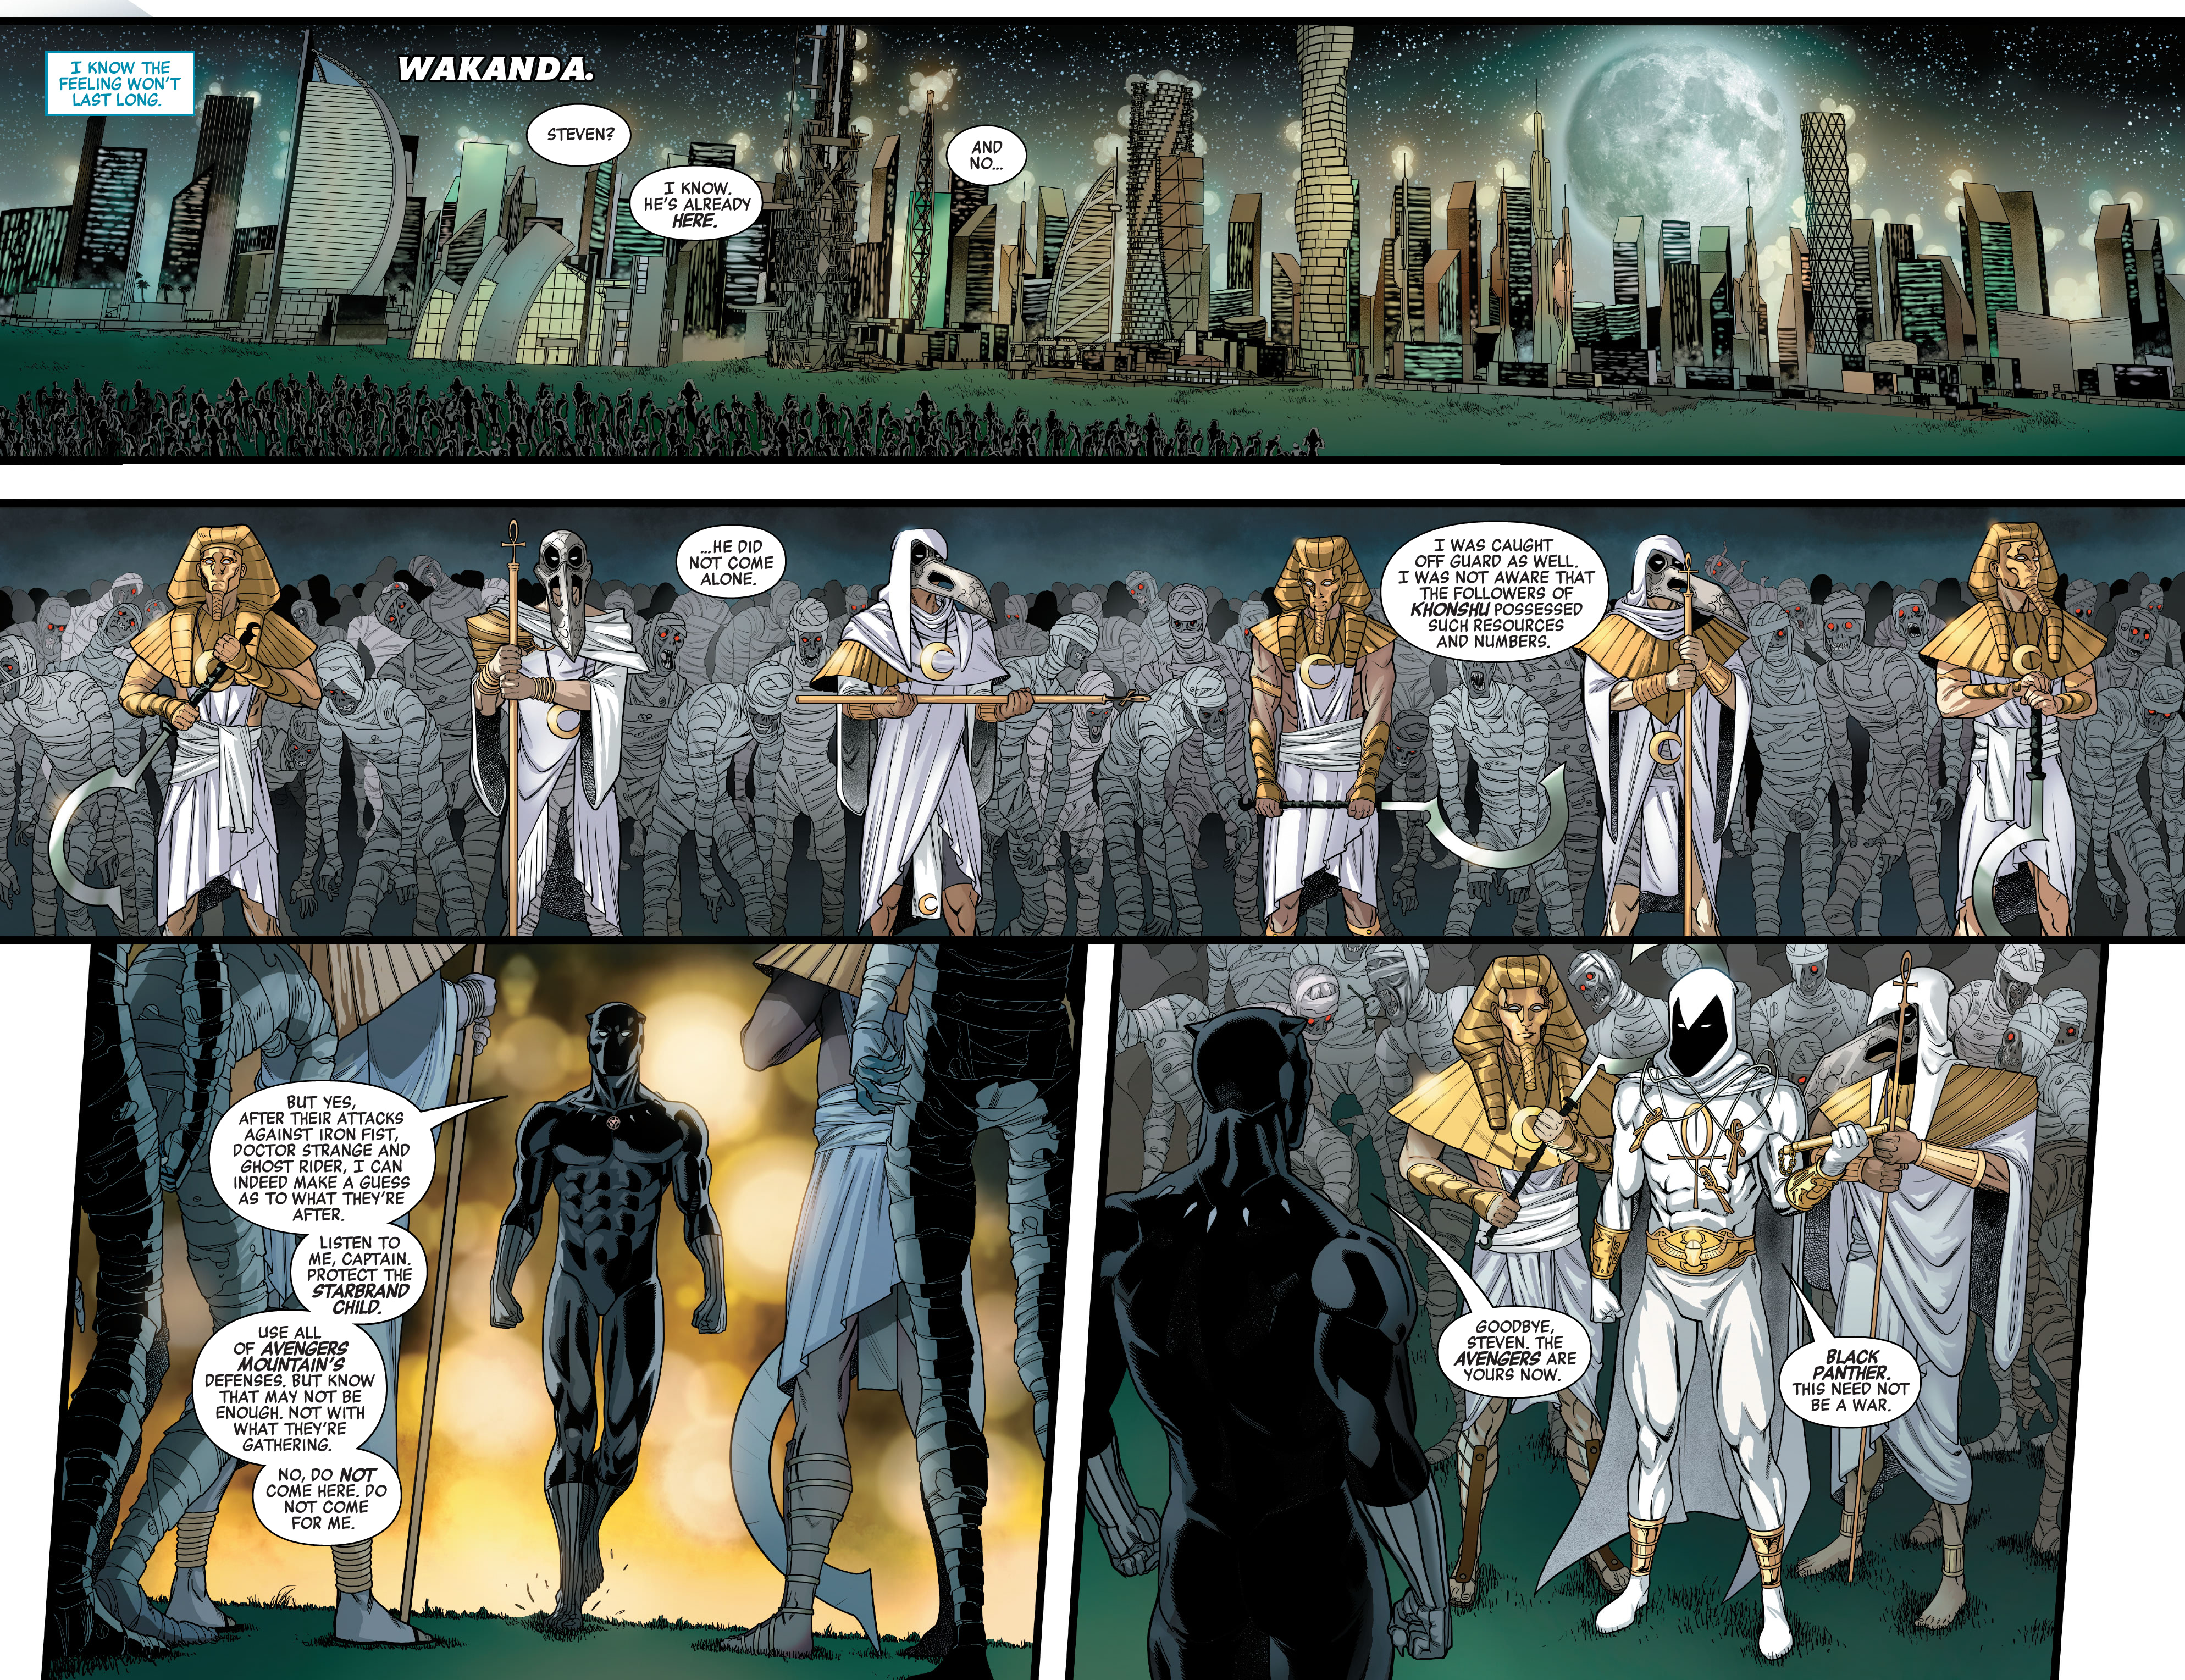 I KNOW THE
FEELING WON'T
LAST LONG.
WAKANDA.
STEVEN?
I KNOW.
HE'S ALREADY
HERE.
AND
NO...
...HE DID
NOT COME
ALONE.
I WAS CAUGHT
OFF GUARD AS WELL.
I WAS NOT AWARE THAT
THE FOLLOWERS OF
KHONSHU POSSESSED
SUCH RESOURCES
AND NUMBERS.
BUT YES,
AFTER THEIR ATTACKS
AGAINST IRON FIST,
DOCTOR STRANGE AND
GHOST RIDER, I CAN
INDEED MAKE A GUESS
AS TO WHAT THEY'RE
AFTER.
LISTEN TO
ME, CAPTAIN.
PROTECT THE
STARBRAND
CHILD.
USE ALL
OF AVENGERS
MOUNTAIN'S
DEFENSES. BUT KNOW
THAT MAY NOT BE
ENOUGH. NOT WITH
WHAT THEY'RE
GATHERING.
NO, DO NOT
COME HERE. DO
NOT COME
FOR ME.
GOODBYE,
STEVEN. THE
AVENGERS ARE
YOURS NOW.
BLACK
PANTHER.
THIS NEED NOT
BE A WAR.